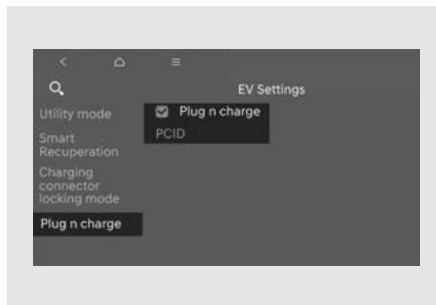 EV Settings
Utility mode
Smart
Recuperation
Charging
connector
locking mode
Plug n charge
Plug n charge
PCID